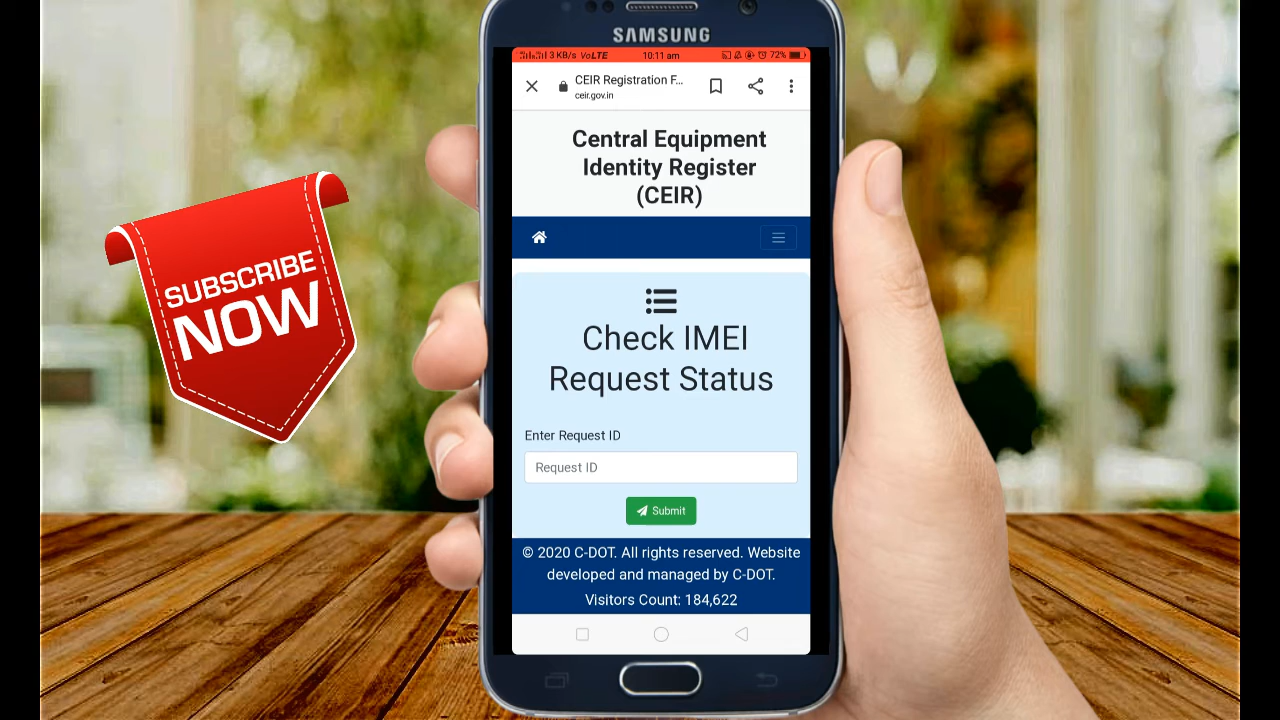 SUBSCRIBE
NOW
SAMSUNG
3 KB/s VoLTE 10:11 am 72%
CEIR Registration F...
ceir.gov.in
Central Equipment
Identity Register
(CEIR)
Check IMEI
Request Status
Enter Request ID
Request ID
Submit
© 2020 C-DOT. All rights reserved. Website
developed and managed by C-DOT.
Visitors Count: 184,622